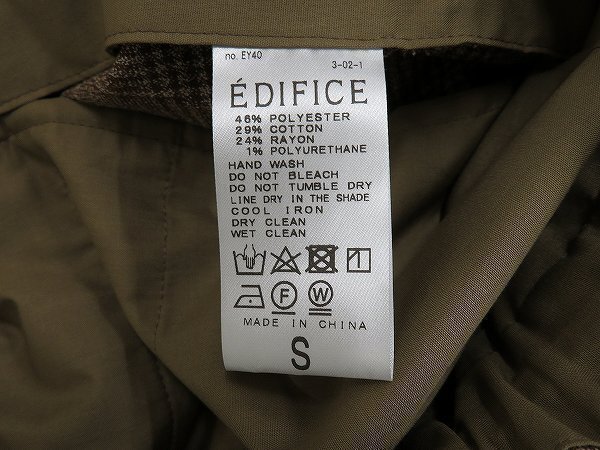 no. EY40 3-02-1
ÉDIFICE
46% POLYESTER
29% COTTON
24% RAYON
1% POLYURETHANE
HAND WASH
DO NOT BLEACH
DO NOT TUMBLE DRY
LINE DRY IN THE SHADE
COOL IRON
DRY CLEAN
WET CLEAN
F W
MADE IN CHINA
S